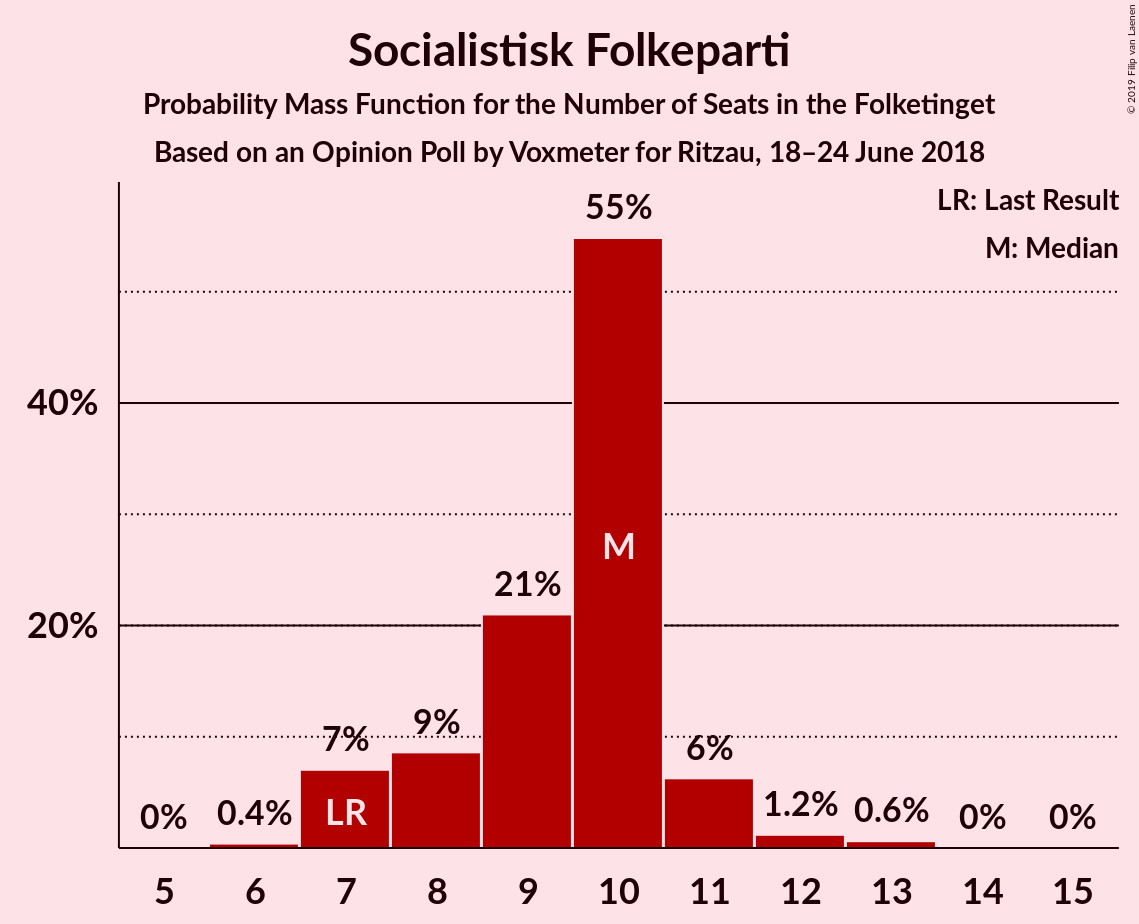 Socialistisk Folkeparti
Probability Mass Function for the Number of Seats in the Folketinget
Based on an Opinion Poll by Voxmeter for Ritzau, 18–24 June 2018
© 2019 Filip van Laenen
LR: Last Result
M: Median
55%
40%
M
21%
20%
7%
9%
6%
0%
0.4%
LR
1.2%
0.6%
0%
0%
5 6 7 8 9 10 11 12 13 14 15